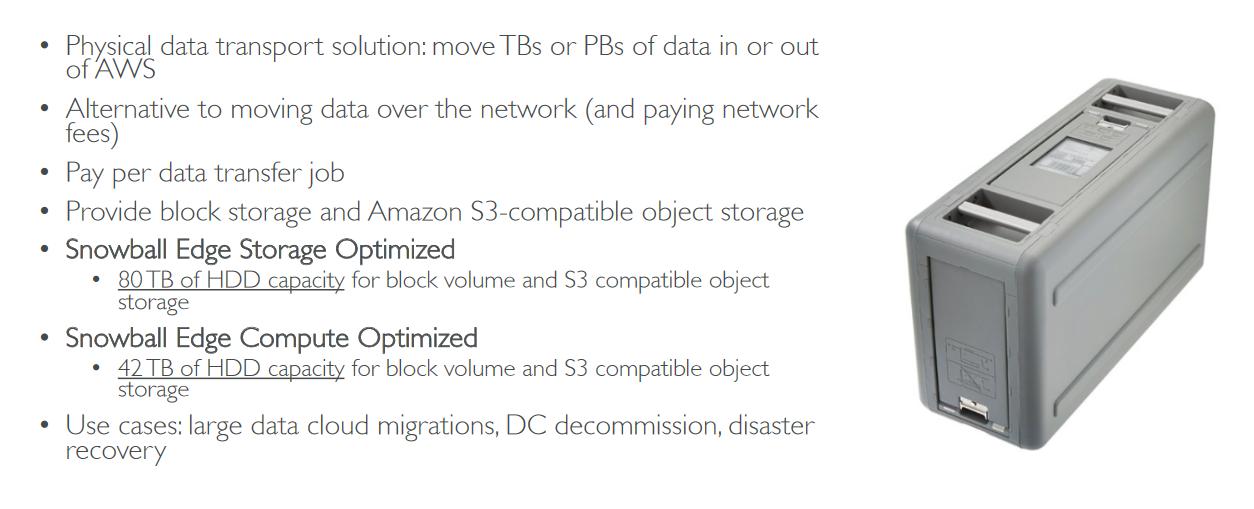 • Physical data transport solution: move TBs or PBs of data in or out
of AWS
• Alternative to moving data over the network (and paying network
fees)
• Pay per data transfer job
• Provide block storage and Amazon S3-compatible object storage
• Snowball Edge Storage Optimized
• 80 TB of HDD capacity for block volume and S3 compatible object
storage
• Snowball Edge Compute Optimized
• 42 TB of HDD capacity for block volume and S3 compatible object
storage
• Use cases: large data cloud migrations, DC decommission, disaster
recovery